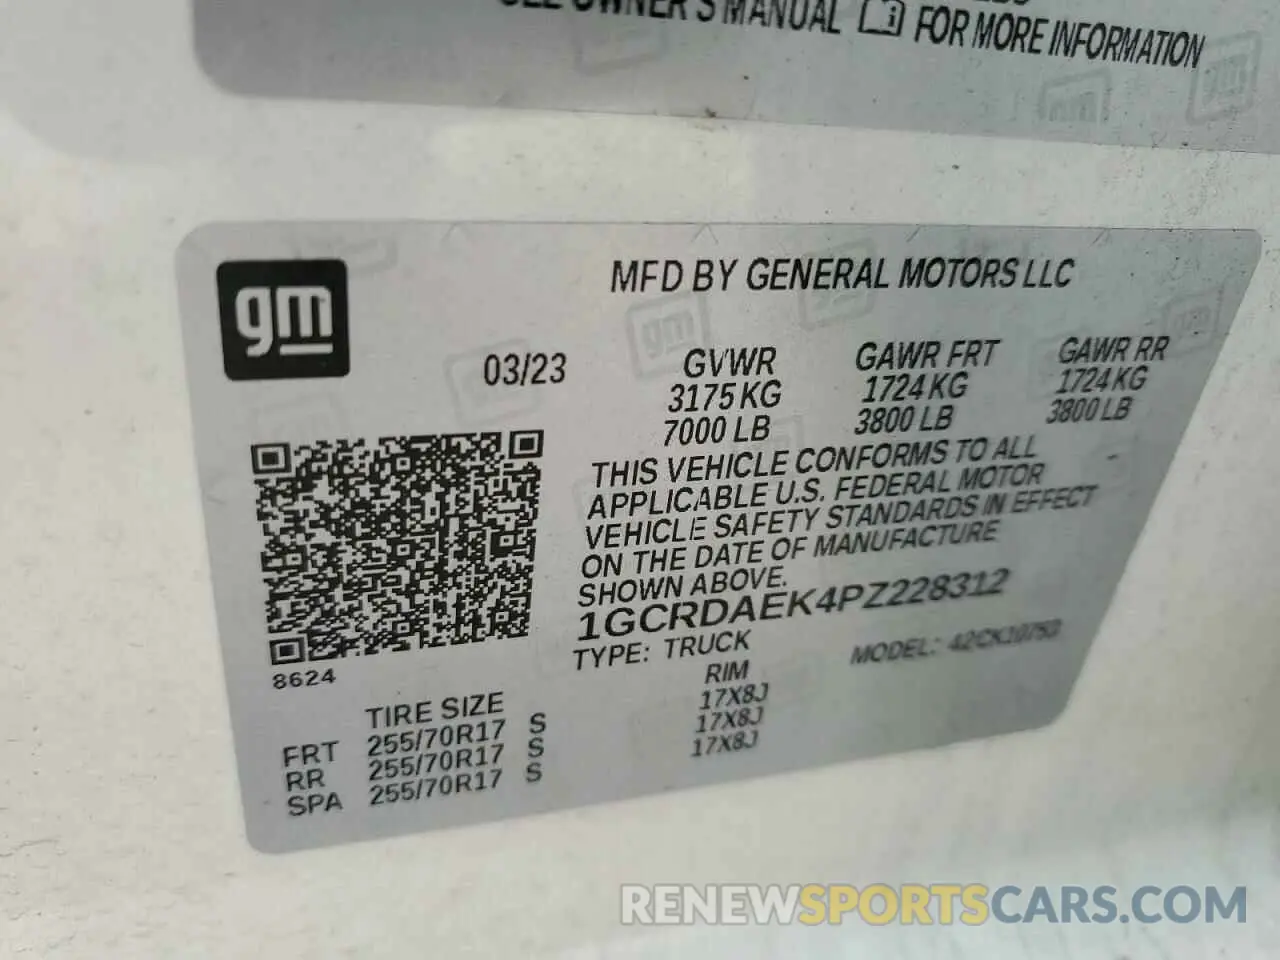 OWNER'S MANUAL i FOR MORE INFORMATION
gm
MFD BY GENERAL MOTORS LLC
03/23
GVWR GAWR FRT GAWR RR
3175 KG 1724 KG 1724 KG
7000 LB 3800 LB 3800 LB
THIS VEHICLE CONFORMS TO ALL
APPLICABLE U.S. FEDERAL MOTOR
VEHICLE SAFETY STANDARDS IN EFFECT
ON THE DATE OF MANUFACTURE
SHOWN ABOVE.
1GCRDAEK4PZ228312
TYPE: TRUCK MODEL:
8624
TIRE SIZE RIM
FRT 255/70R17 S 17X8J
RR 255/70R17 S 17X8J
SPA 255/70R17 S 17X8J
RENEWSPORTSCARS.COM